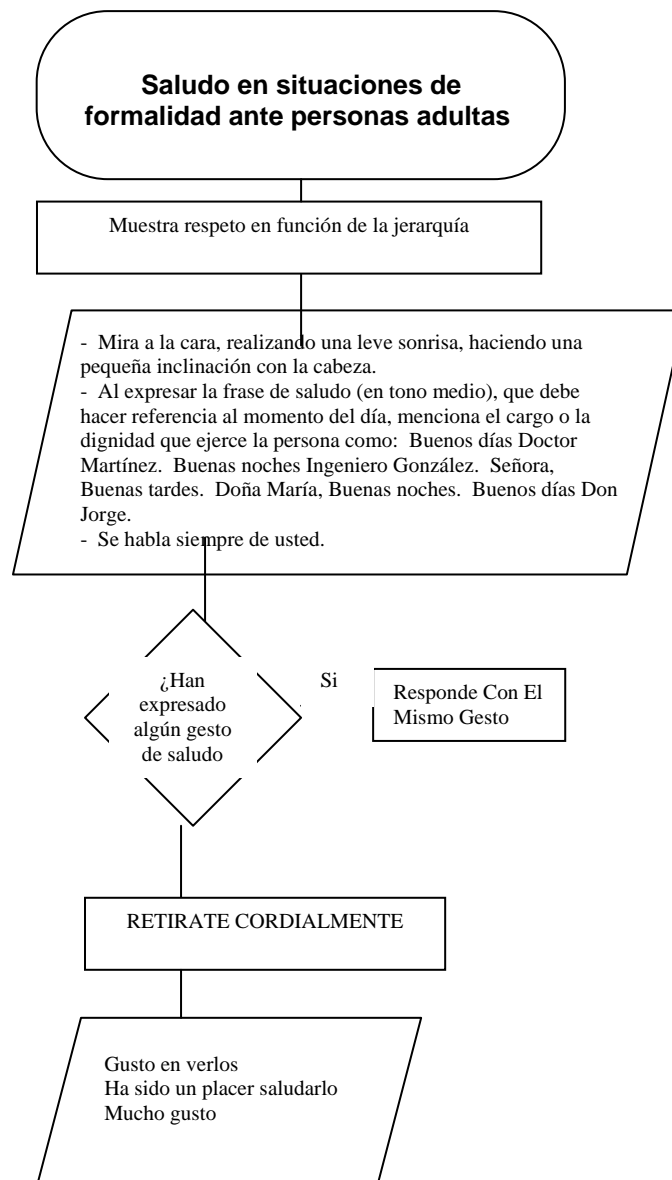 Saludo en situaciones de
formalidad ante personas adultas
Muestra respeto en función de la jerarquía
- Mira a la cara, realizando una leve sonrisa, haciendo una
pequeña inclinación con la cabeza.
- Al expresar la frase de saludo (en tono medio), que debe
hacer referencia al momento del día, menciona el cargo o la
dignidad que ejerce la persona como: Buenos días Doctor
Martínez. Buenas noches Ingeniero González. Señora,
Buenas tardes. Doña María, Buenas noches. Buenos días Don
Jorge.
- Se habla siempre de usted.
¿Han
expresado
algún gesto
de saludo
Si
Responde Con El
Mismo Gesto
RETIRATE CORDIALMENTE
Gusto en verlos
Ha sido un placer saludarlo
Mucho gusto